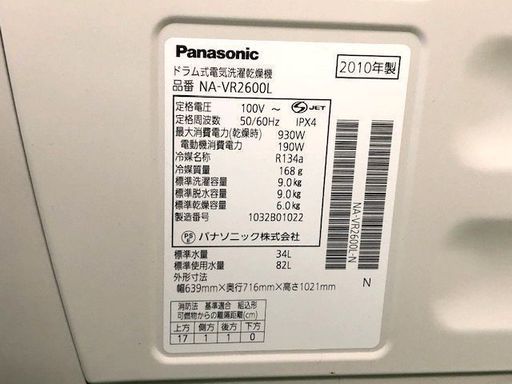 Panasonic
2010年製
ドラム式電気洗濯乾燥機
品番 NA-VR2600L
定格電圧 100V ~ S JET
定格周波数 50/60Hz IPX4
最大消費電力(乾燥時) 930W
電動機消費電力 190W
冷媒名称 R134a
冷媒質量 168g
標準洗濯容量 9.0㎏
標準脱水容量 9.0㎏
標準乾燥容量 6.0㎏
製造番号 1032B01022
PS E パナソニック株式会社
標準水量 34L
標準使用水量 82L
外形寸法
幅639mm×奥行716mm×高さ1021mm
消防法 基準適合 組込形
可燃物からの離隔距離(cm)
上方 側方 後方 下方
17 1 1 0
NA-VR2600L-N
N